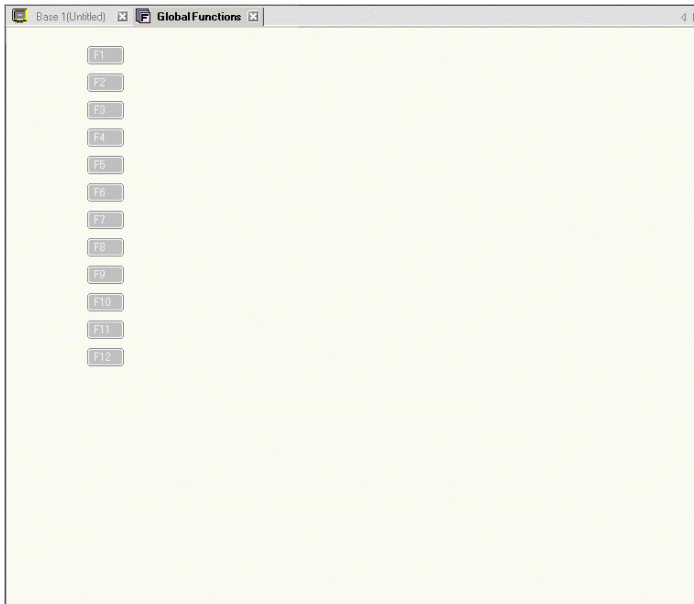 Base 1(Untitled) Global Functions
F1
F2
F3
F4
F5
F6
F7
F8
F9
F10
F11
F12